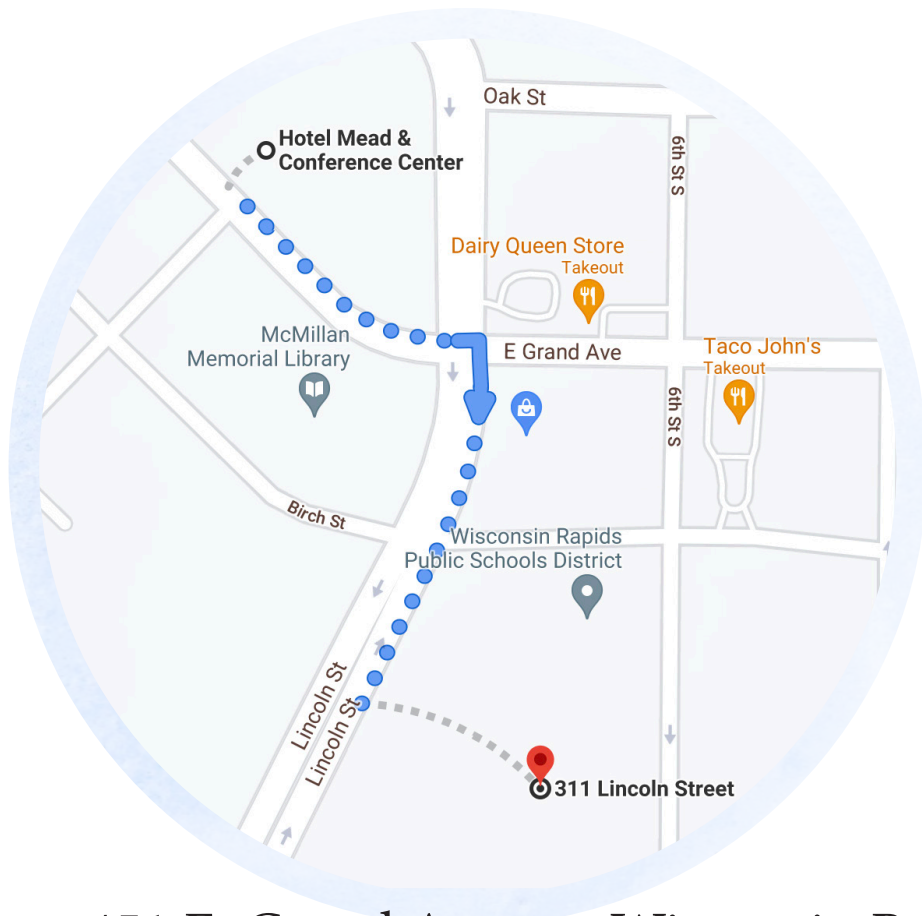 Oak St
Hotel Mead &
Conference Center
6th St S
Dairy Queen Store
Takeout
McMillan
Memorial Library
E Grand Ave
Taco John's
Takeout
6th St S
Birch St
Wisconsin Rapids
Public Schools District
Lincoln St
Lincoln St
311 Lincoln Street